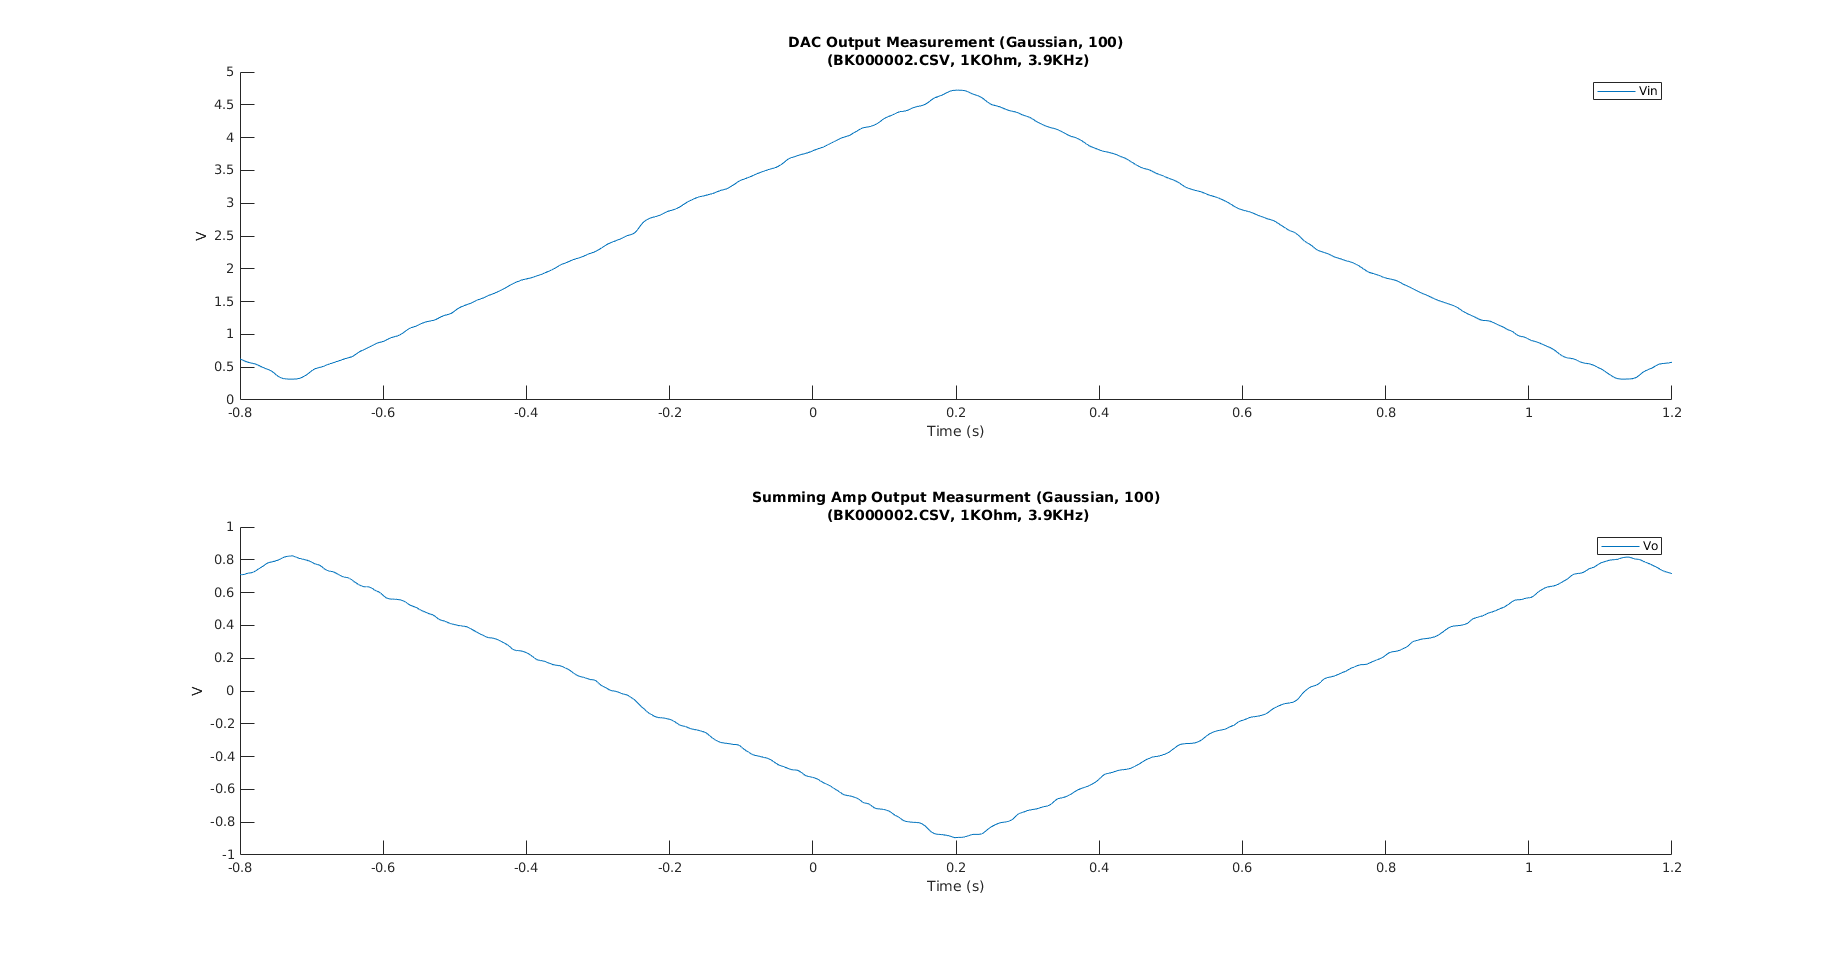 DAC Output Measurement (Gaussian, 100)
(BK000002.CSV, 1KOhm, 3.9KHz)
5
4.5
4
3.5
3
2.5
2
1.5
1
0.5
0
V
Vin
-0.8 -0.6 -0.4 -0.2 0 0.2 0.4 0.6 0.8 1 1.2
Time (s)
Summing Amp Output Measurment (Gaussian, 100)
(BK000002.CSV, 1KOhm, 3.9KHz)
1
0.8
0.6
0.4
0.2
0
-0.2
-0.4
-0.6
-0.8
-1
V
Vo
-0.8 -0.6 -0.4 -0.2 0 0.2 0.4 0.6 0.8 1 1.2
Time (s)